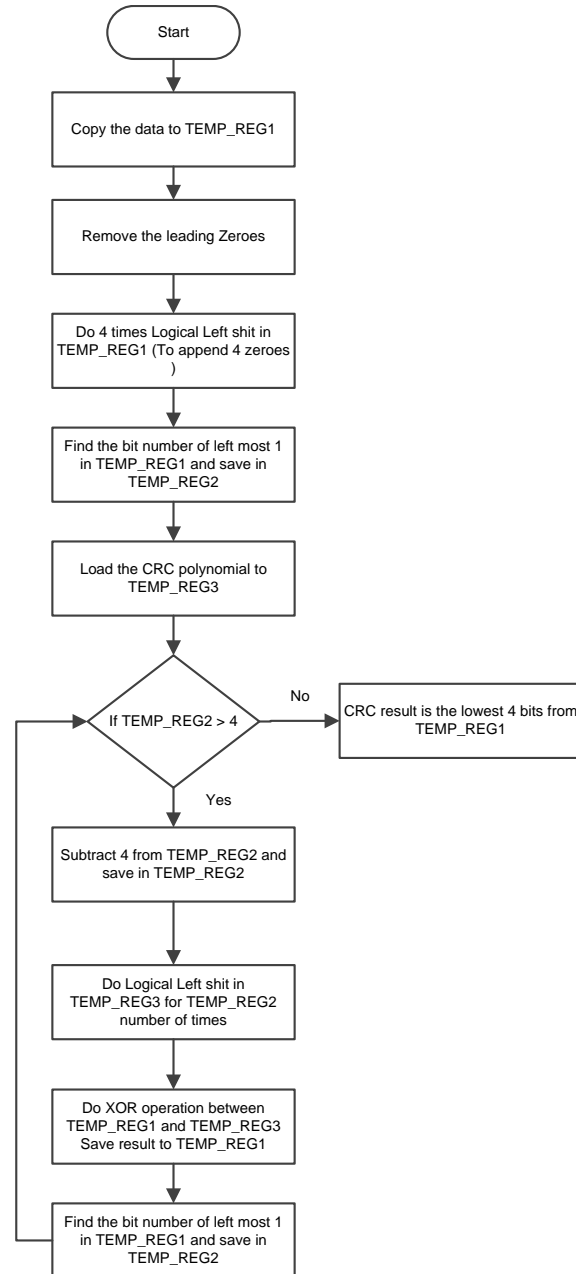 Start
Copy the data to TEMP_REG1
Remove the leading Zeroes
Do 4 times Logical Left shit in
TEMP_REG1 (To append 4 zeroes
)
Find the bit number of left most 1
in TEMP_REG1 and save in
TEMP_REG2
Load the CRC polynomial to
TEMP_REG3
If TEMP_REG2 > 4
No
CRC result is the lowest 4 bits from
TEMP_REG1
Yes
Subtract 4 from TEMP_REG2 and
save in TEMP_REG2
Do Logical Left shit in
TEMP_REG3 for TEMP_REG2
number of times
Do XOR operation between
TEMP_REG1 and TEMP_REG3
Save result to TEMP_REG1
Find the bit number of left most 1
in TEMP_REG1 and save in
TEMP_REG2